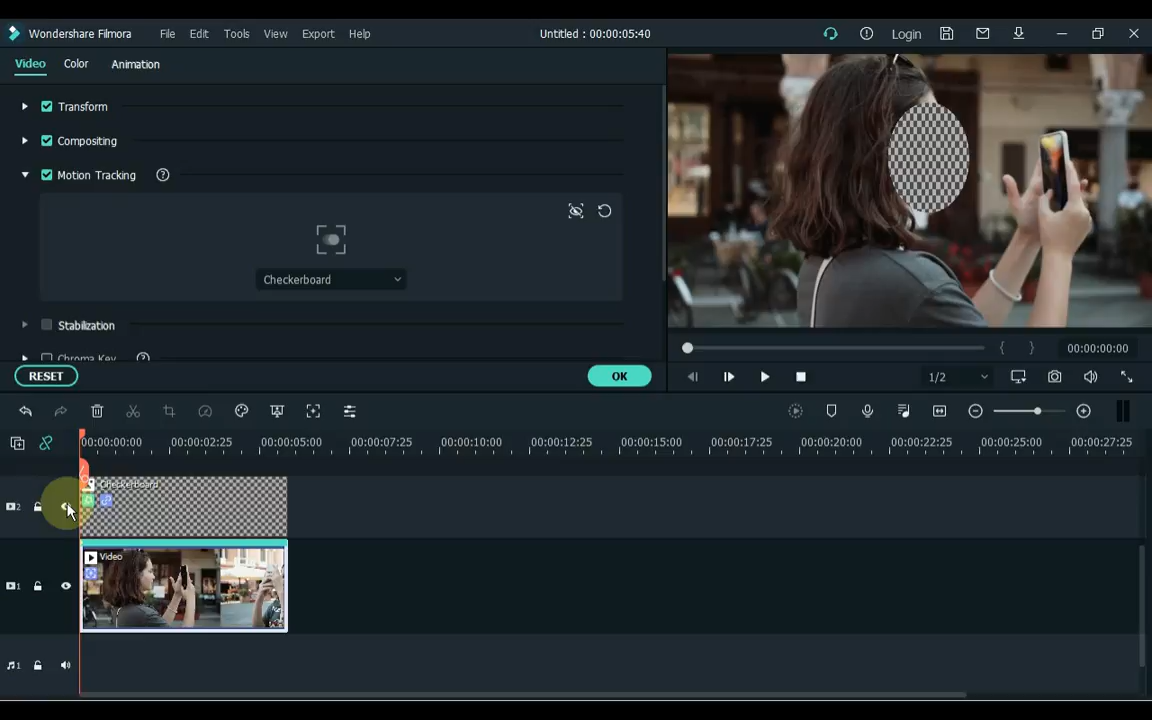 Wondershare Filmora File Edit Tools View Export Help Untitled : 00:00:05:40 Login
Video Color Animation
Transform
Compositing
Motion Tracking
Checkerboard
Stabilization
Chroma Key
RESET OK
00:00:00:00
1/2
00:00:00:00 00:00:02:25 00:00:05:00 00:00:07:25 00:00:10:00 00:00:12:25 00:00:15:00 00:00:17:25 00:00:20:00 00:00:22:25 00:00:25:00 00:00:27:25
Checkerboard
2
Video
1
1